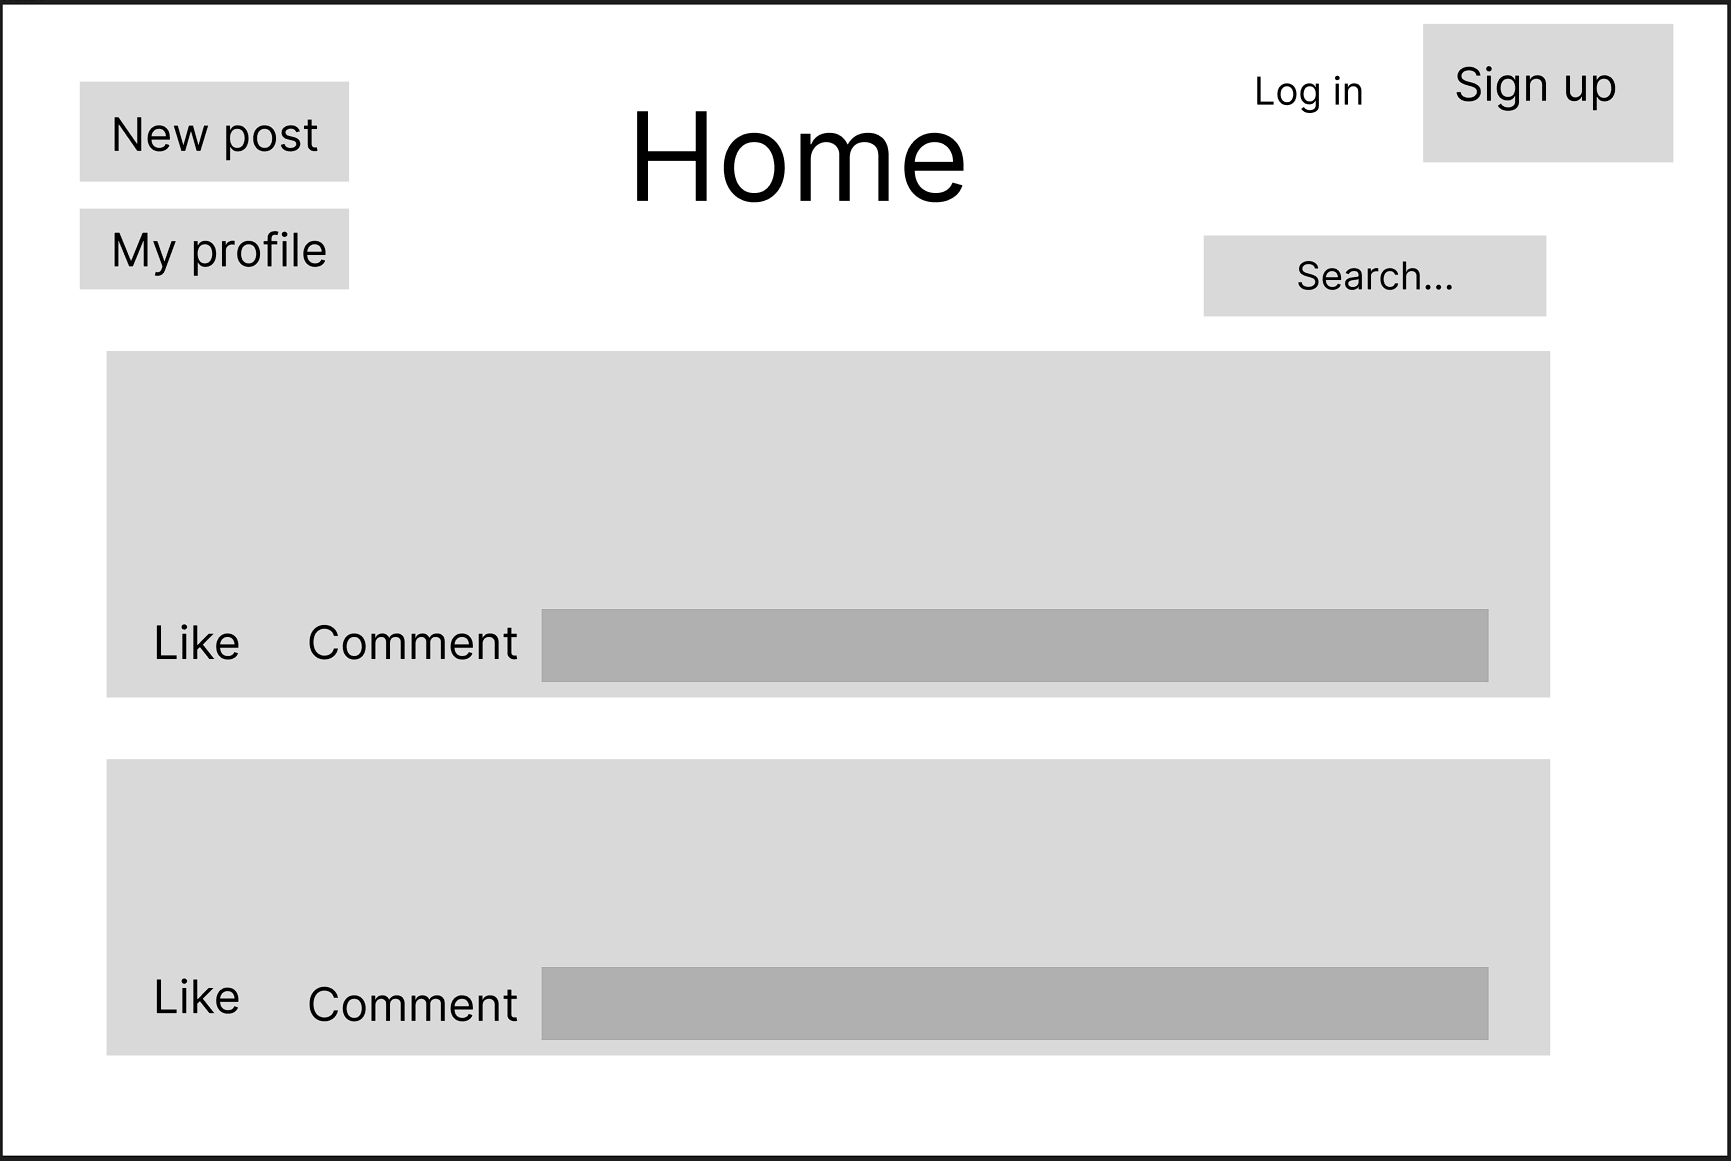 Log in
Sign up
New post
Home
My profile
Search...
Like
Comment
Like
Comment